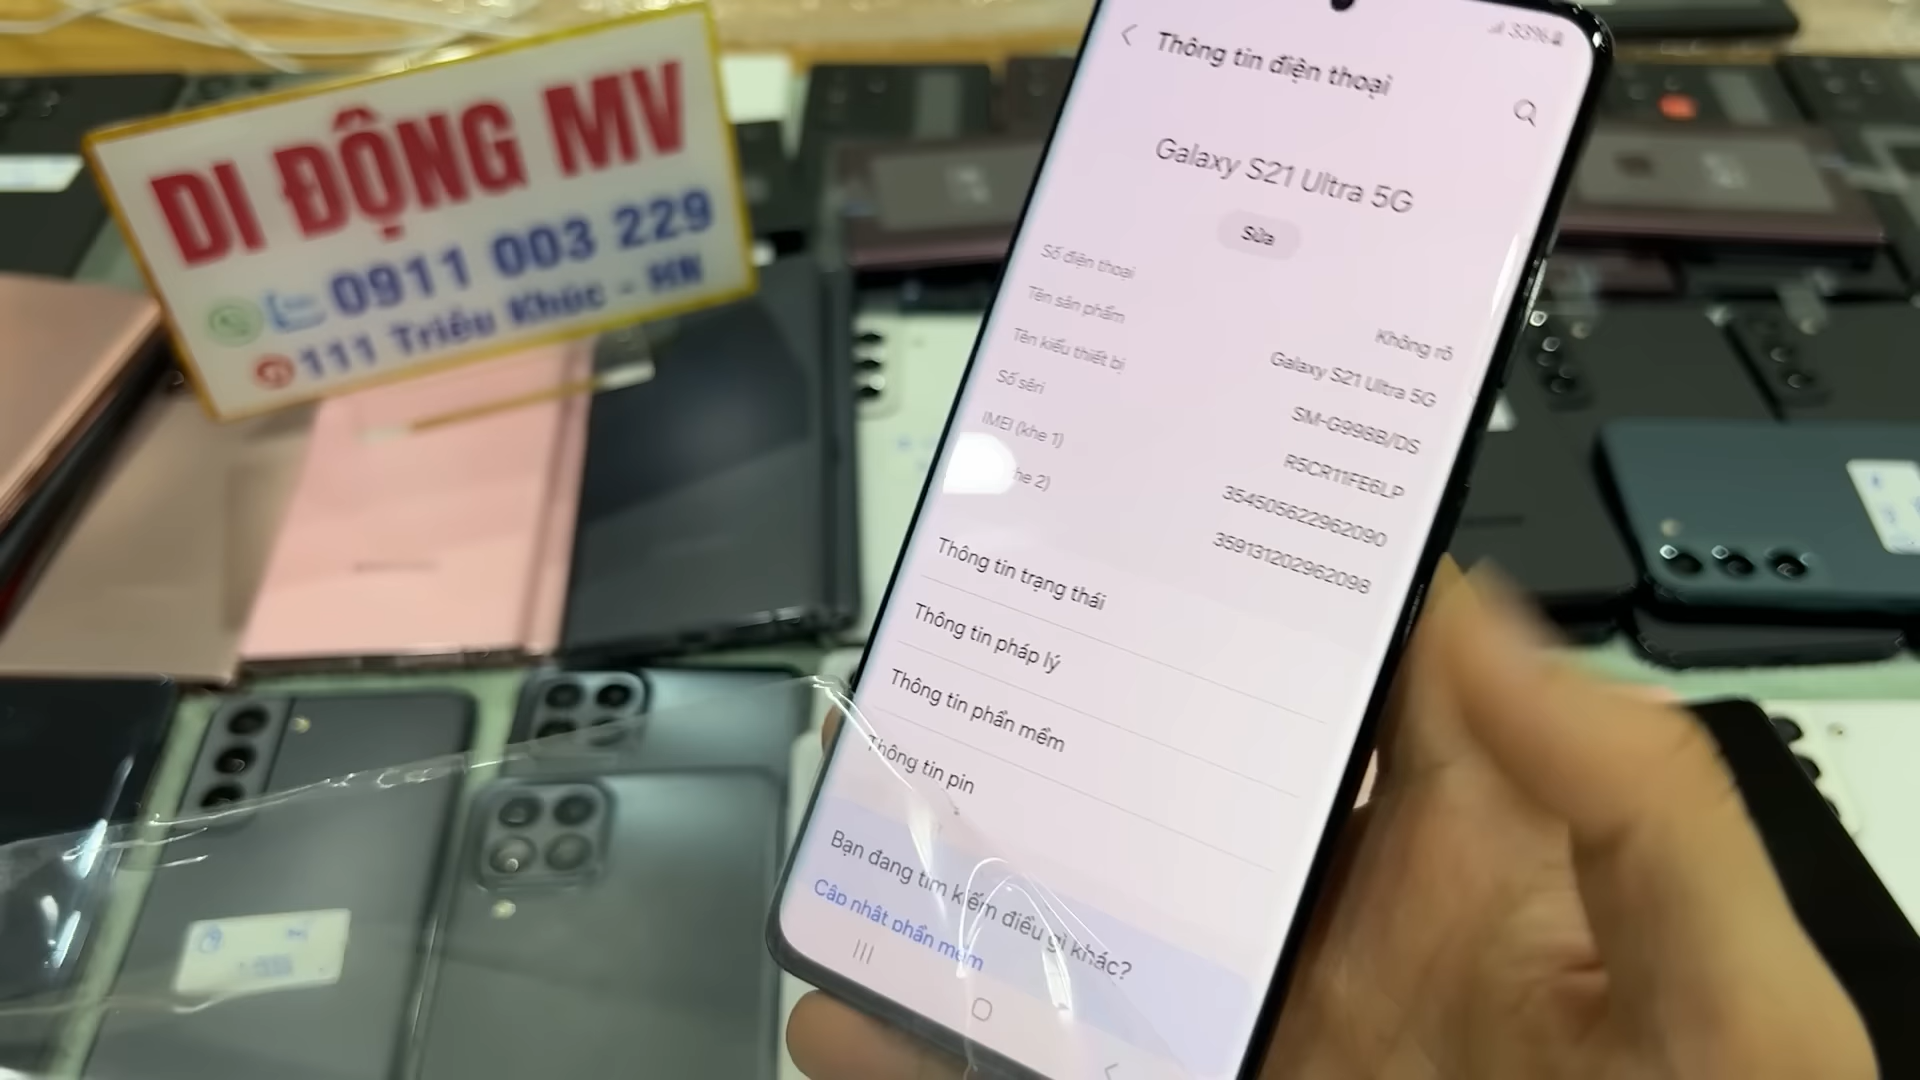 DI ĐỘNG MV
0911 003 229
111 Triều Khúc - HN
33%
Thông tin điện thoại
Galaxy S21 Ultra 5G
Sửa
Số điện thoại
Không rõ
Tên sản phẩm
Galaxy S21 Ultra 5G
Tên kiểu thiết bị
SM-G998B/DS
Số sêri
R5CR11FE6LP
IMEI (khe 1)
354505622962090
he 2)
359131202962098
Thông tin trạng thái
Thông tin pháp lý
Thông tin phần mềm
Thông tin pin
Bạn đang tìm kiếm điều gì khác?
Cập nhật phần mềm